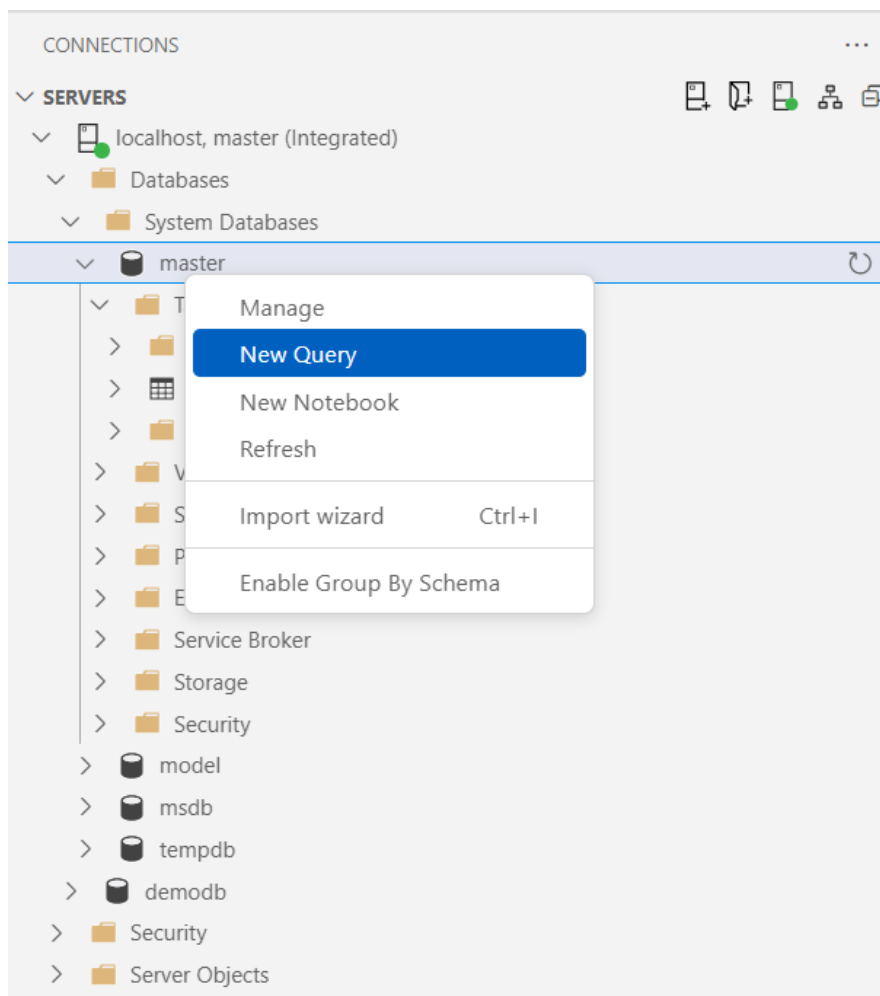 CONNECTIONS
SERVERS
localhost, master (Integrated)
Databases
System Databases
master
T
Manage
New Query
New Notebook
Refresh
V
S
Import wizard Ctrl+I
P
E
Enable Group By Schema
Service Broker
Storage
Security
model
msdb
tempdb
demodb
Security
Server Objects